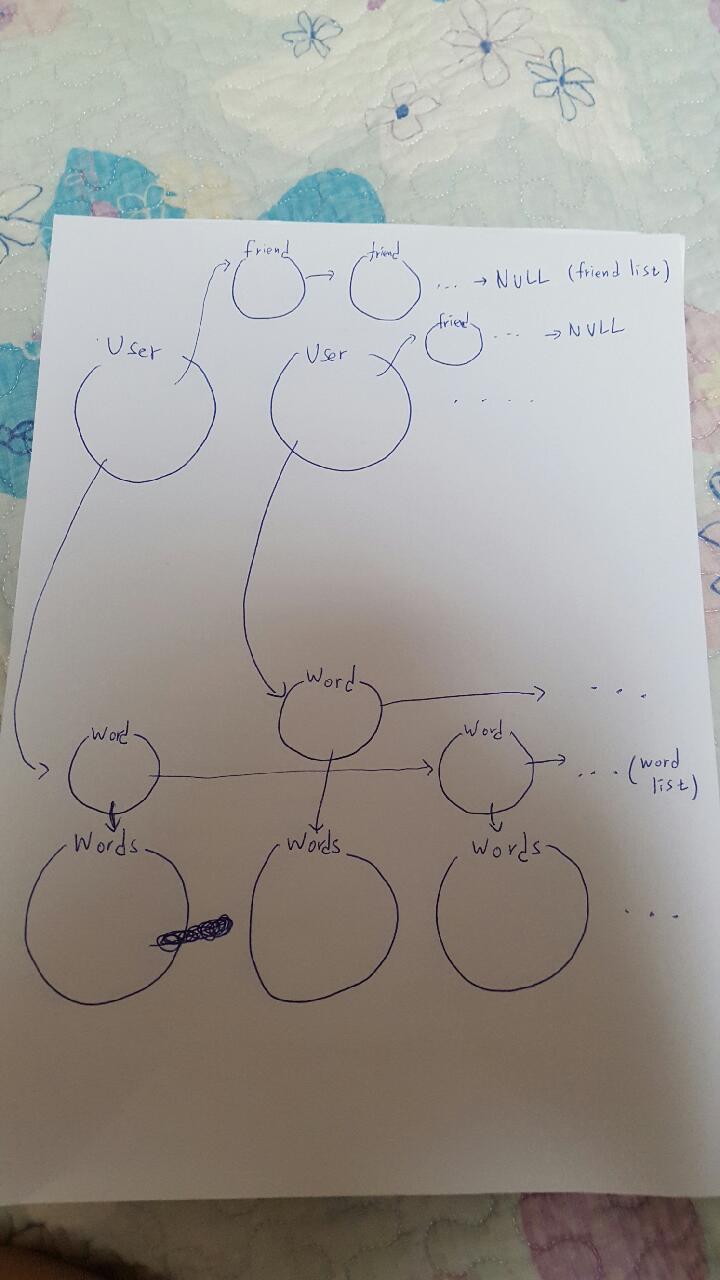 friend friend ... → NULL (friend list)
friend ... → NULL
User User
. . . .
Word → ...
Word Word → ... (word
list)
Words Words Words ...